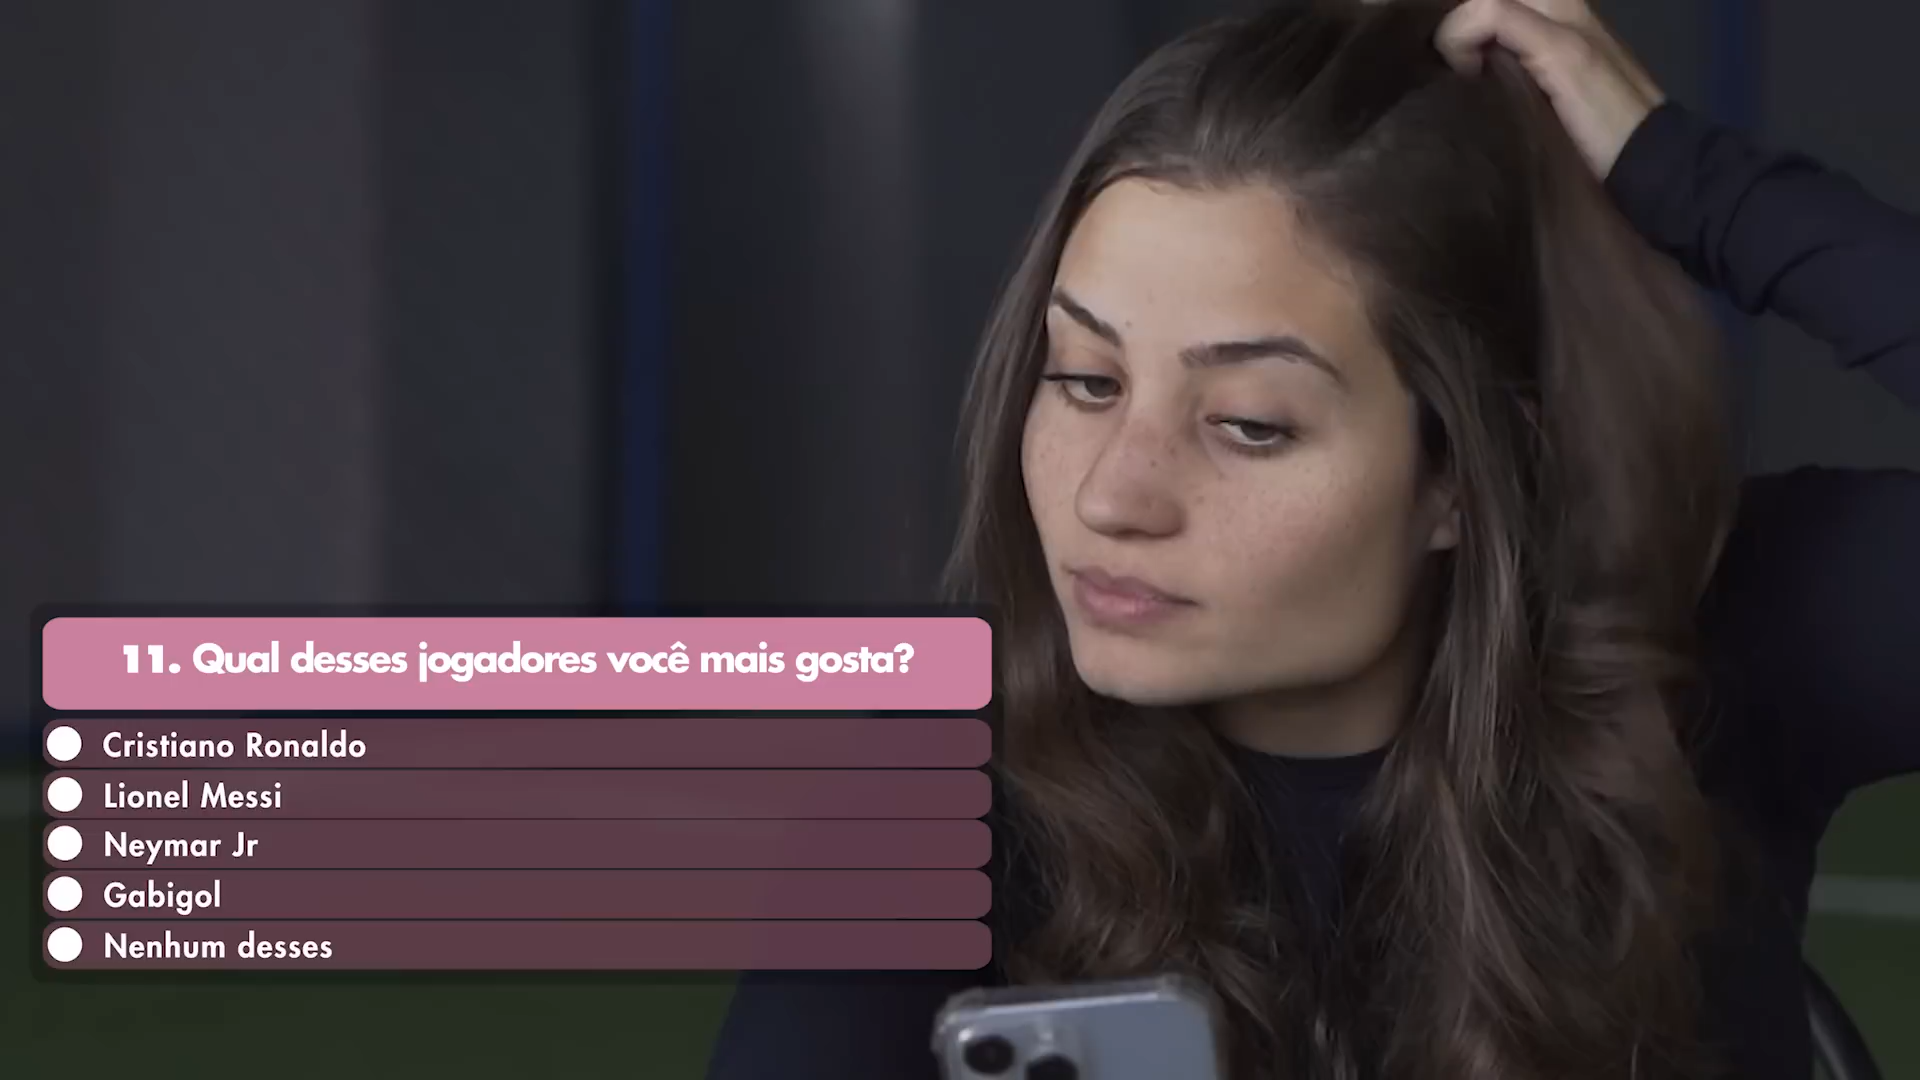 11. Qual desses jogadores você mais gosta?
Cristiano Ronaldo
Lionel Messi
Neymar Jr
Gabigol
Nenhum desses